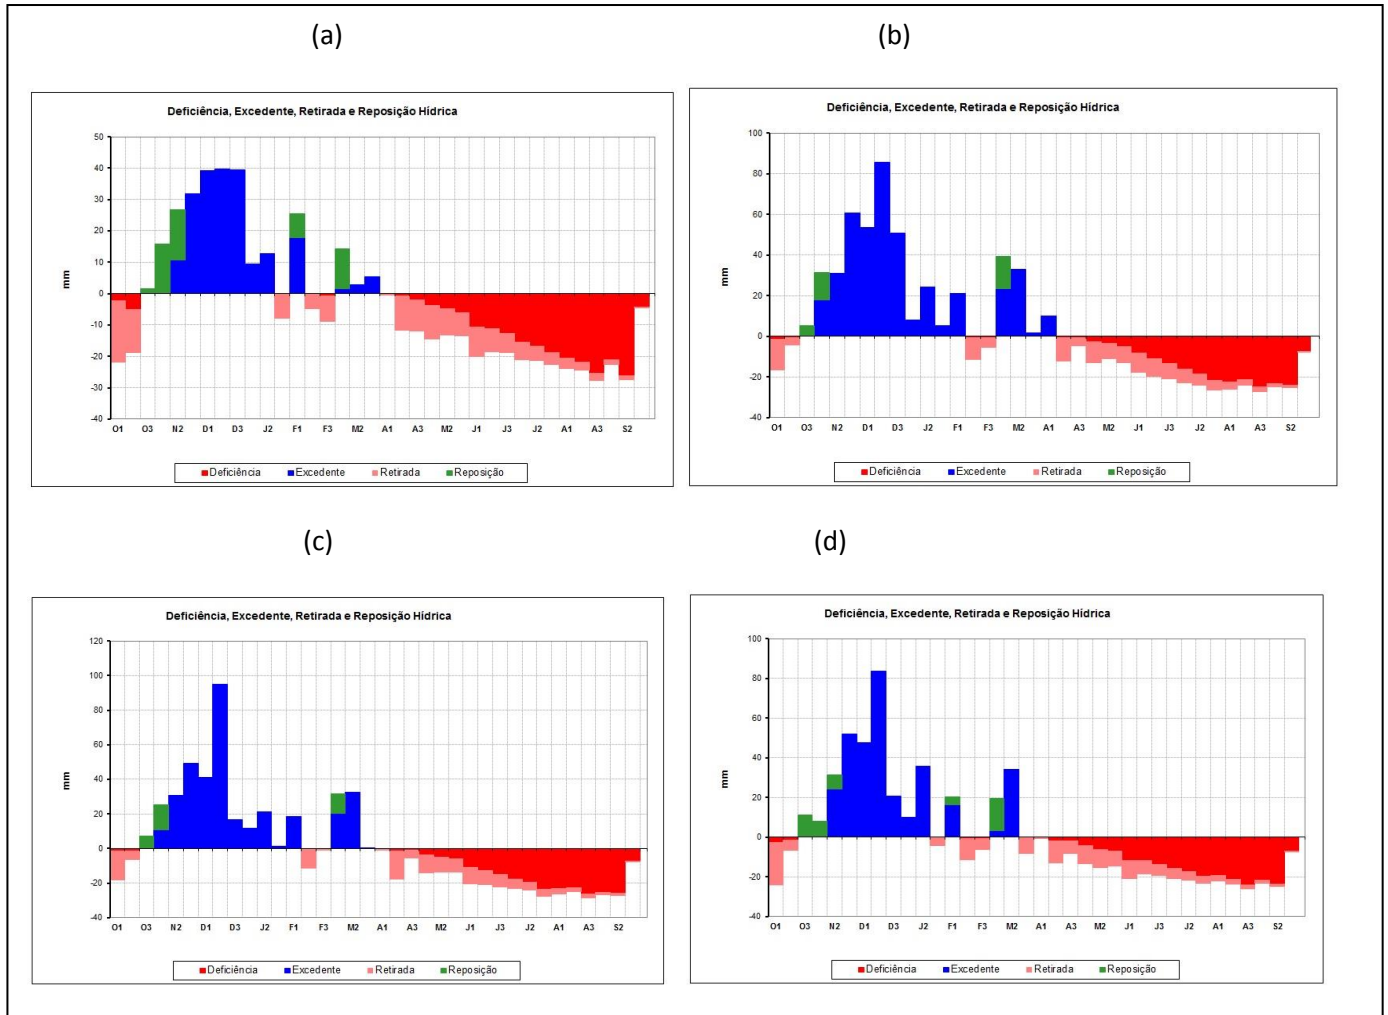 (a)
(b)
Deficiência, Excedente, Retirada e Reposição Hídrica
50
40
30
20
10
0
-10
-20
-30
-40
mm
O1 O3 N2 D1 D3 J2 F1 F3 M2 A1 A3 M2 J1 J3 J2 A1 A3 S2
Deficiência Excedente Retirada Reposição
Deficiência, Excedente, Retirada e Reposição Hídrica
100
80
60
40
20
0
-20
-40
mm
O1 O3 N2 D1 D3 J2 F1 F3 M2 A1 A3 M2 J1 J3 J2 A1 A3 S2
Deficiência Excedente Retirada Reposição
(c)
(d)
Deficiência, Excedente, Retirada e Reposição Hídrica
120
100
80
60
40
20
0
-20
-40
mm
O1 O3 N2 D1 D3 J2 F1 F3 M2 A1 A3 M2 J1 J3 J2 A1 A3 S2
Deficiência Excedente Retirada Reposição
Deficiência, Excedente, Retirada e Reposição Hídrica
100
80
60
40
20
0
-20
-40
mm
O1 O3 N2 D1 D3 J2 F1 F3 M2 A1 A3 M2 J1 J3 J2 A1 A3 S2
Deficiência Excedente Retirada Reposição